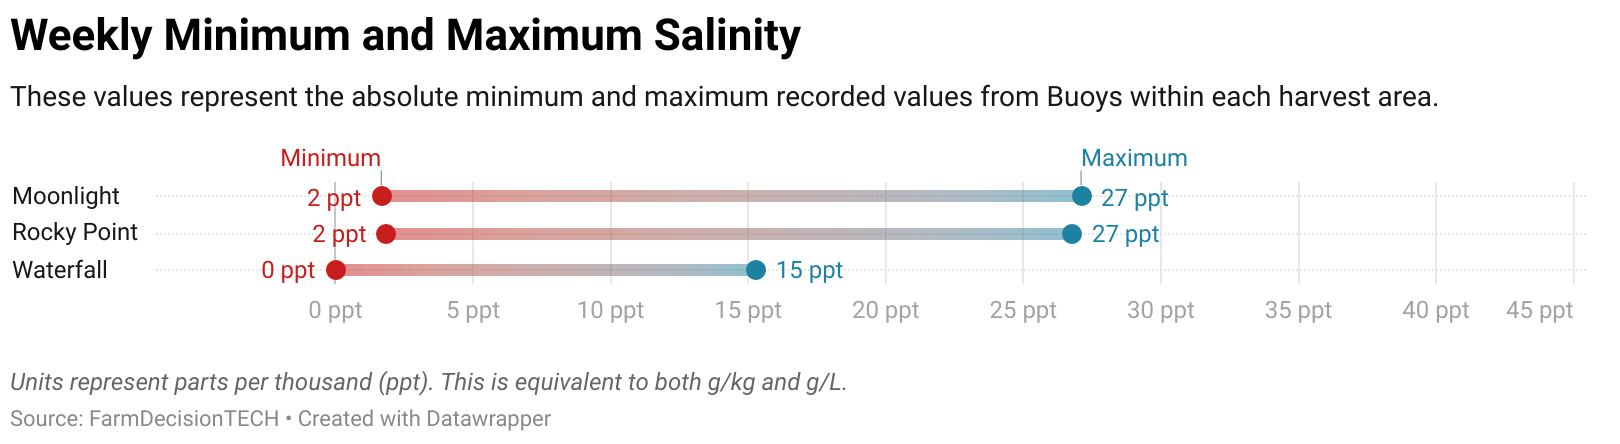 Weekly Minimum and Maximum Salinity
These values represent the absolute minimum and maximum recorded values from Buoys within each harvest area.
Minimum Maximum
Moonlight 2 ppt 27 ppt
Rocky Point 2 ppt 27 ppt
Waterfall 0 ppt 15 ppt
0 ppt 5 ppt 10 ppt 15 ppt 20 ppt 25 ppt 30 ppt 35 ppt 40 ppt 45 ppt
Units represent parts per thousand (ppt). This is equivalent to both g/kg and g/L.
Source: FarmDecisionTECH • Created with Datawrapper